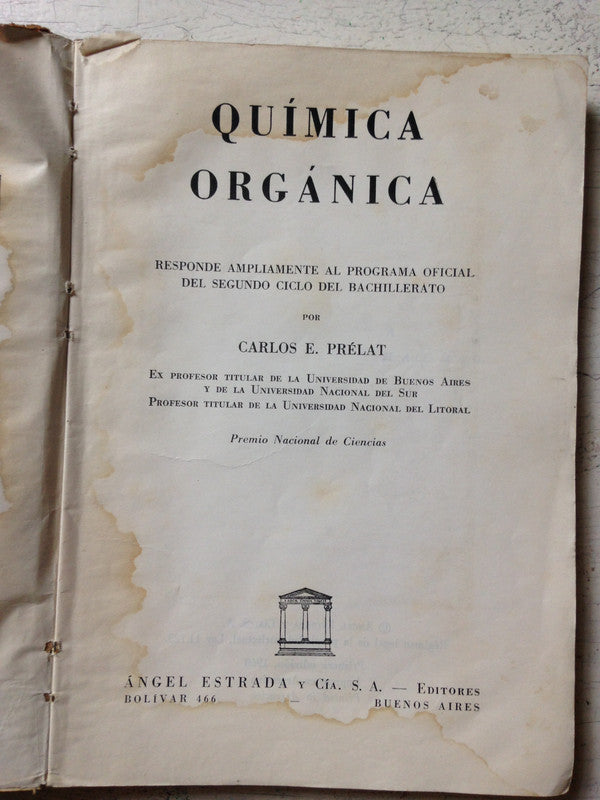 QUÍMICA
ORGÁNICA
RESPONDE AMPLIAMENTE AL PROGRAMA OFICIAL
DEL SEGUNDO CICLO DEL BACHILLERATO
POR
CARLOS E. PRÉLAT
Ex profesor titular de la Universidad de Buenos Aires
y de la Universidad Nacional del Sur
Profesor titular de la Universidad Nacional del Litoral
Premio Nacional de Ciencias
ÁNGEL ESTRADA y Cía. S. A. — Editores
BOLÍVAR 466 — BUENOS AIRES